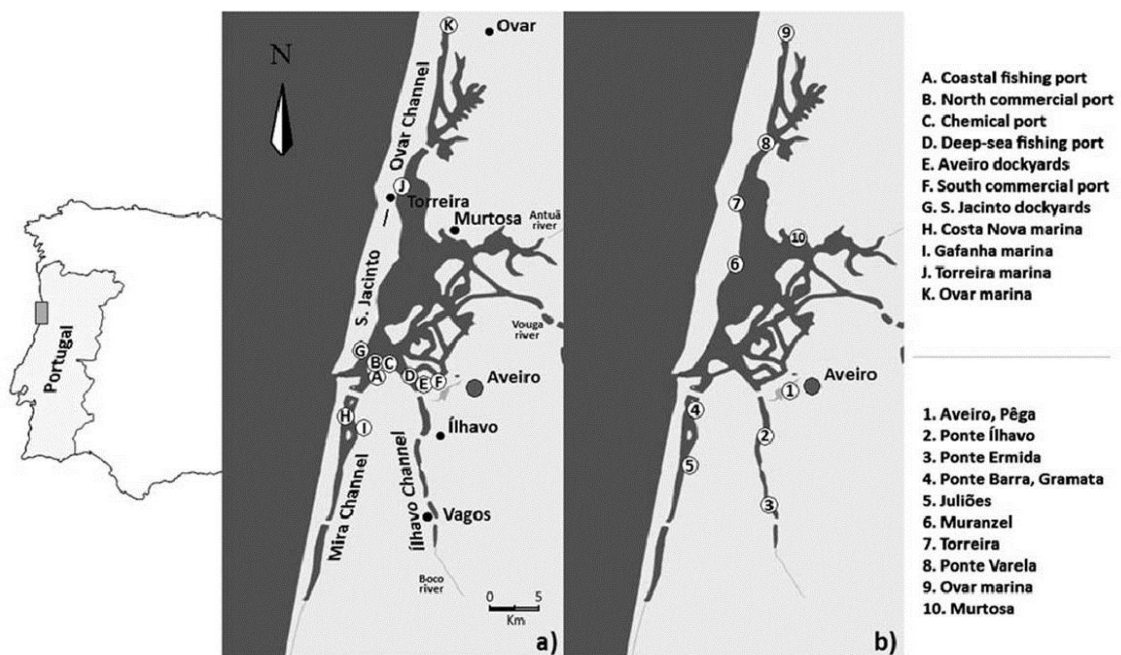 Portugal
N
K
Ovar
Ovar Channel
J
Torreira
Murtosa
Antuã
river
S. Jacinto
Vouga
river
G
B
C
A
D
E
F
Aveiro
H
I
Ílhavo
Mira Channel
Ílhavo Channel
Vagos
Boco
river
0 5
Km
a)
9
8
7
10
6
1
Aveiro
4
2
5
3
b)
A. Coastal fishing port
B. North commercial port
C. Chemical port
D. Deep-sea fishing port
E. Aveiro dockyards
F. South commercial port
G. S. Jacinto dockyards
H. Costa Nova marina
I. Gafanha marina
J. Torreira marina
K. Ovar marina
1. Aveiro, Pêga
2. Ponte Ílhavo
3. Ponte Ermida
4. Ponte Barra, Gramata
5. Juliões
6. Muranzel
7. Torreira
8. Ponte Varela
9. Ovar marina
10. Murtosa